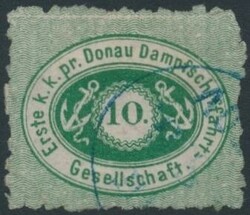 Erste k.k.pr. Donau Dampfschiffahrt-
10.
Gesellschaft.